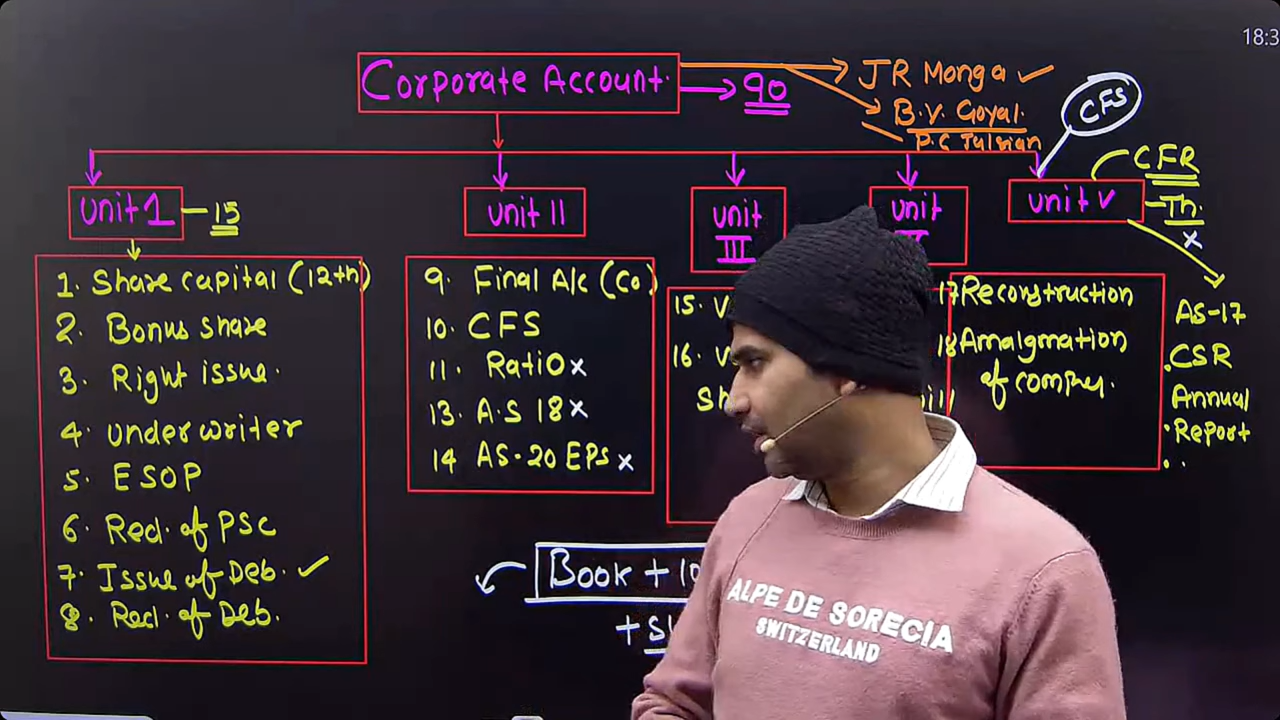 18:3
Corporate Account.
90
JR Monga
B.V. Goyal.
P.C Tulsian
CFS
CFR
Th.
x
Unit 1
15
Unit II
Unit III
Unit
Unit V
1. Share capital (12th)
2. Bonus share
3. Right issue.
4. Underwriter
5. ESOP
6. Red. of PSC
7. Issue of Deb.
8. Red. of Deb.
9. Final A/c (Co)
10. CFS
11. Ratio x
13. A.S 18 x
14 AS-20 EPS x
15. V
16. V
Sh
17 Reconstruction
18 Amalgmation
of
AS-17
CSR
Annual
Report
Book + 10
+ S
ALPE DE SORECIA
SWITZERLAND